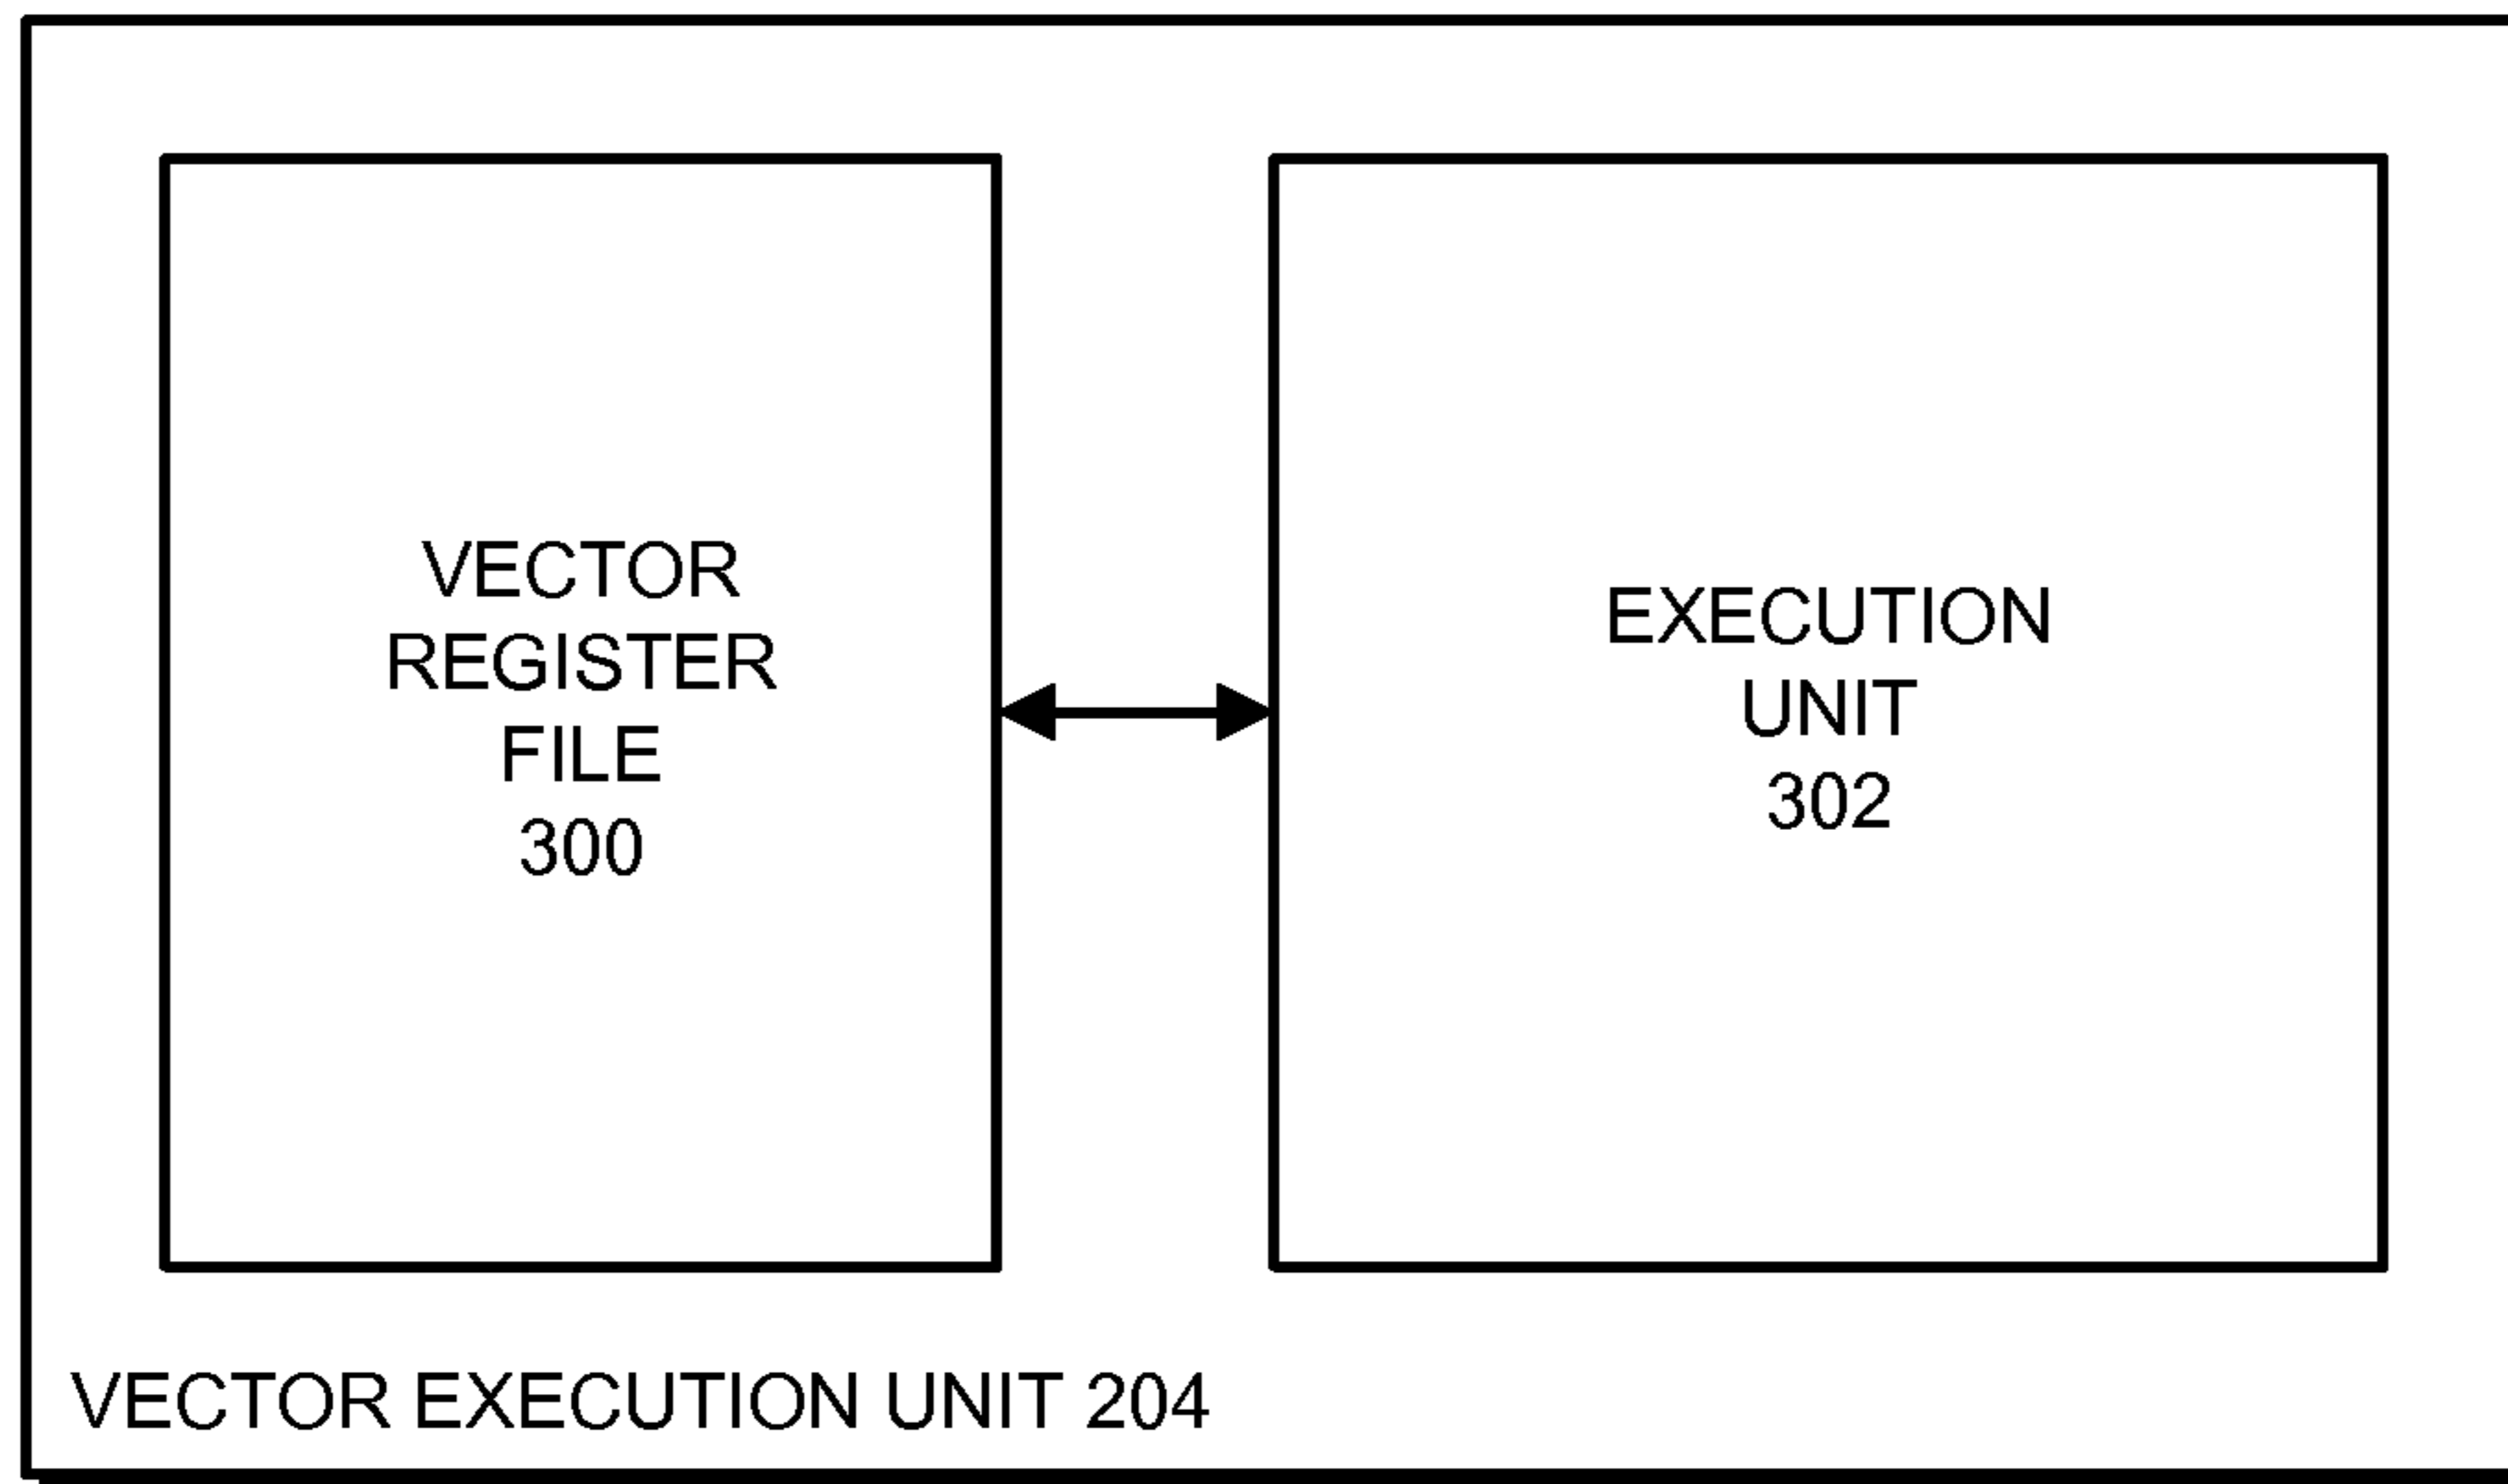 VECTOR
REGISTER
FILE
300
EXECUTION
UNIT
302
VECTOR EXECUTION UNIT 204